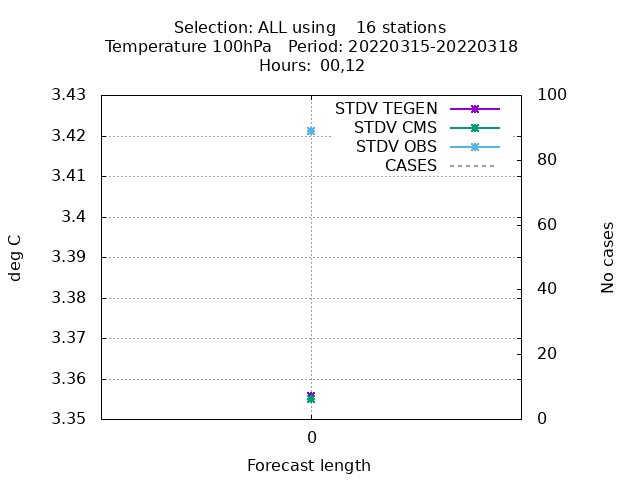 Selection: ALL using    16 stations
Temperature 100hPa   Period: 20220315-20220318
Hours: 00,12
3.43
3.42
3.41
3.4
3.39
3.38
3.37
3.36
3.35
deg C
STDV TEGEN
STDV CMS
STDV OBS
CASES
100
80
60
40
20
0
No cases
0
Forecast length